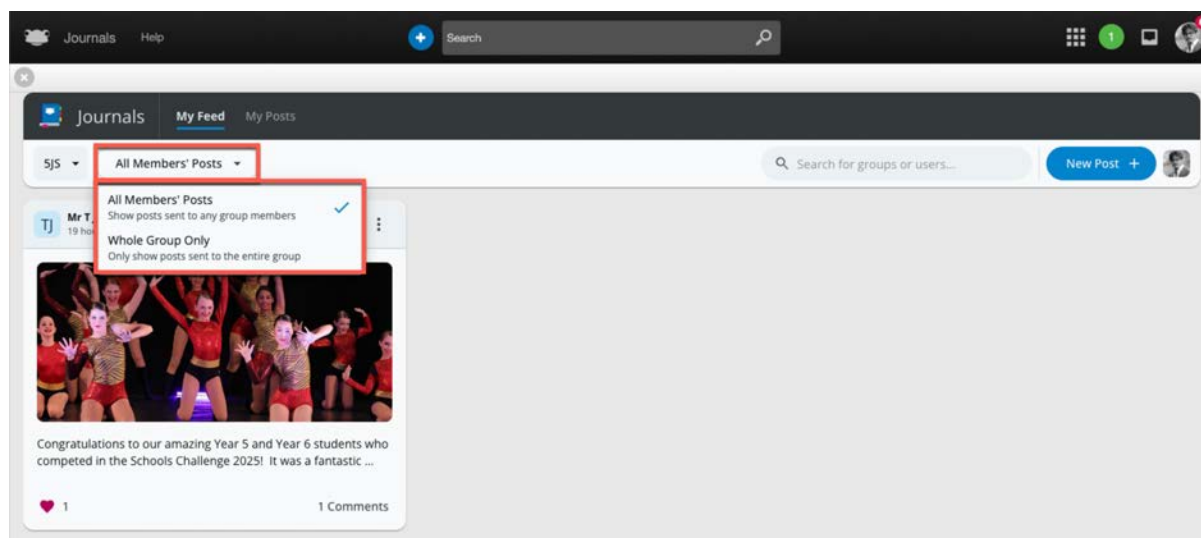 Journals Help Search 1
Journals My Feed My Posts
5JS All Members' Posts Search for groups or users... New Post +
All Members' Posts
Show posts sent to any group members
Whole Group Only
Only show posts sent to the entire group
TJ Mr T
19
Congratulations to our amazing Year 5 and Year 6 students who
competed in the Schools Challenge 2025! It was a fantastic ...
1 1 Comments